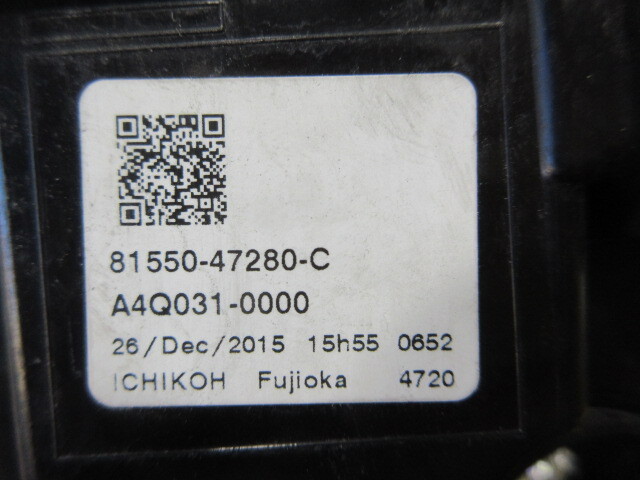 81550-47280-C
A4Q031-0000
26/Dec/2015 15h55 0652
ICHIKOH Fujioka 4720